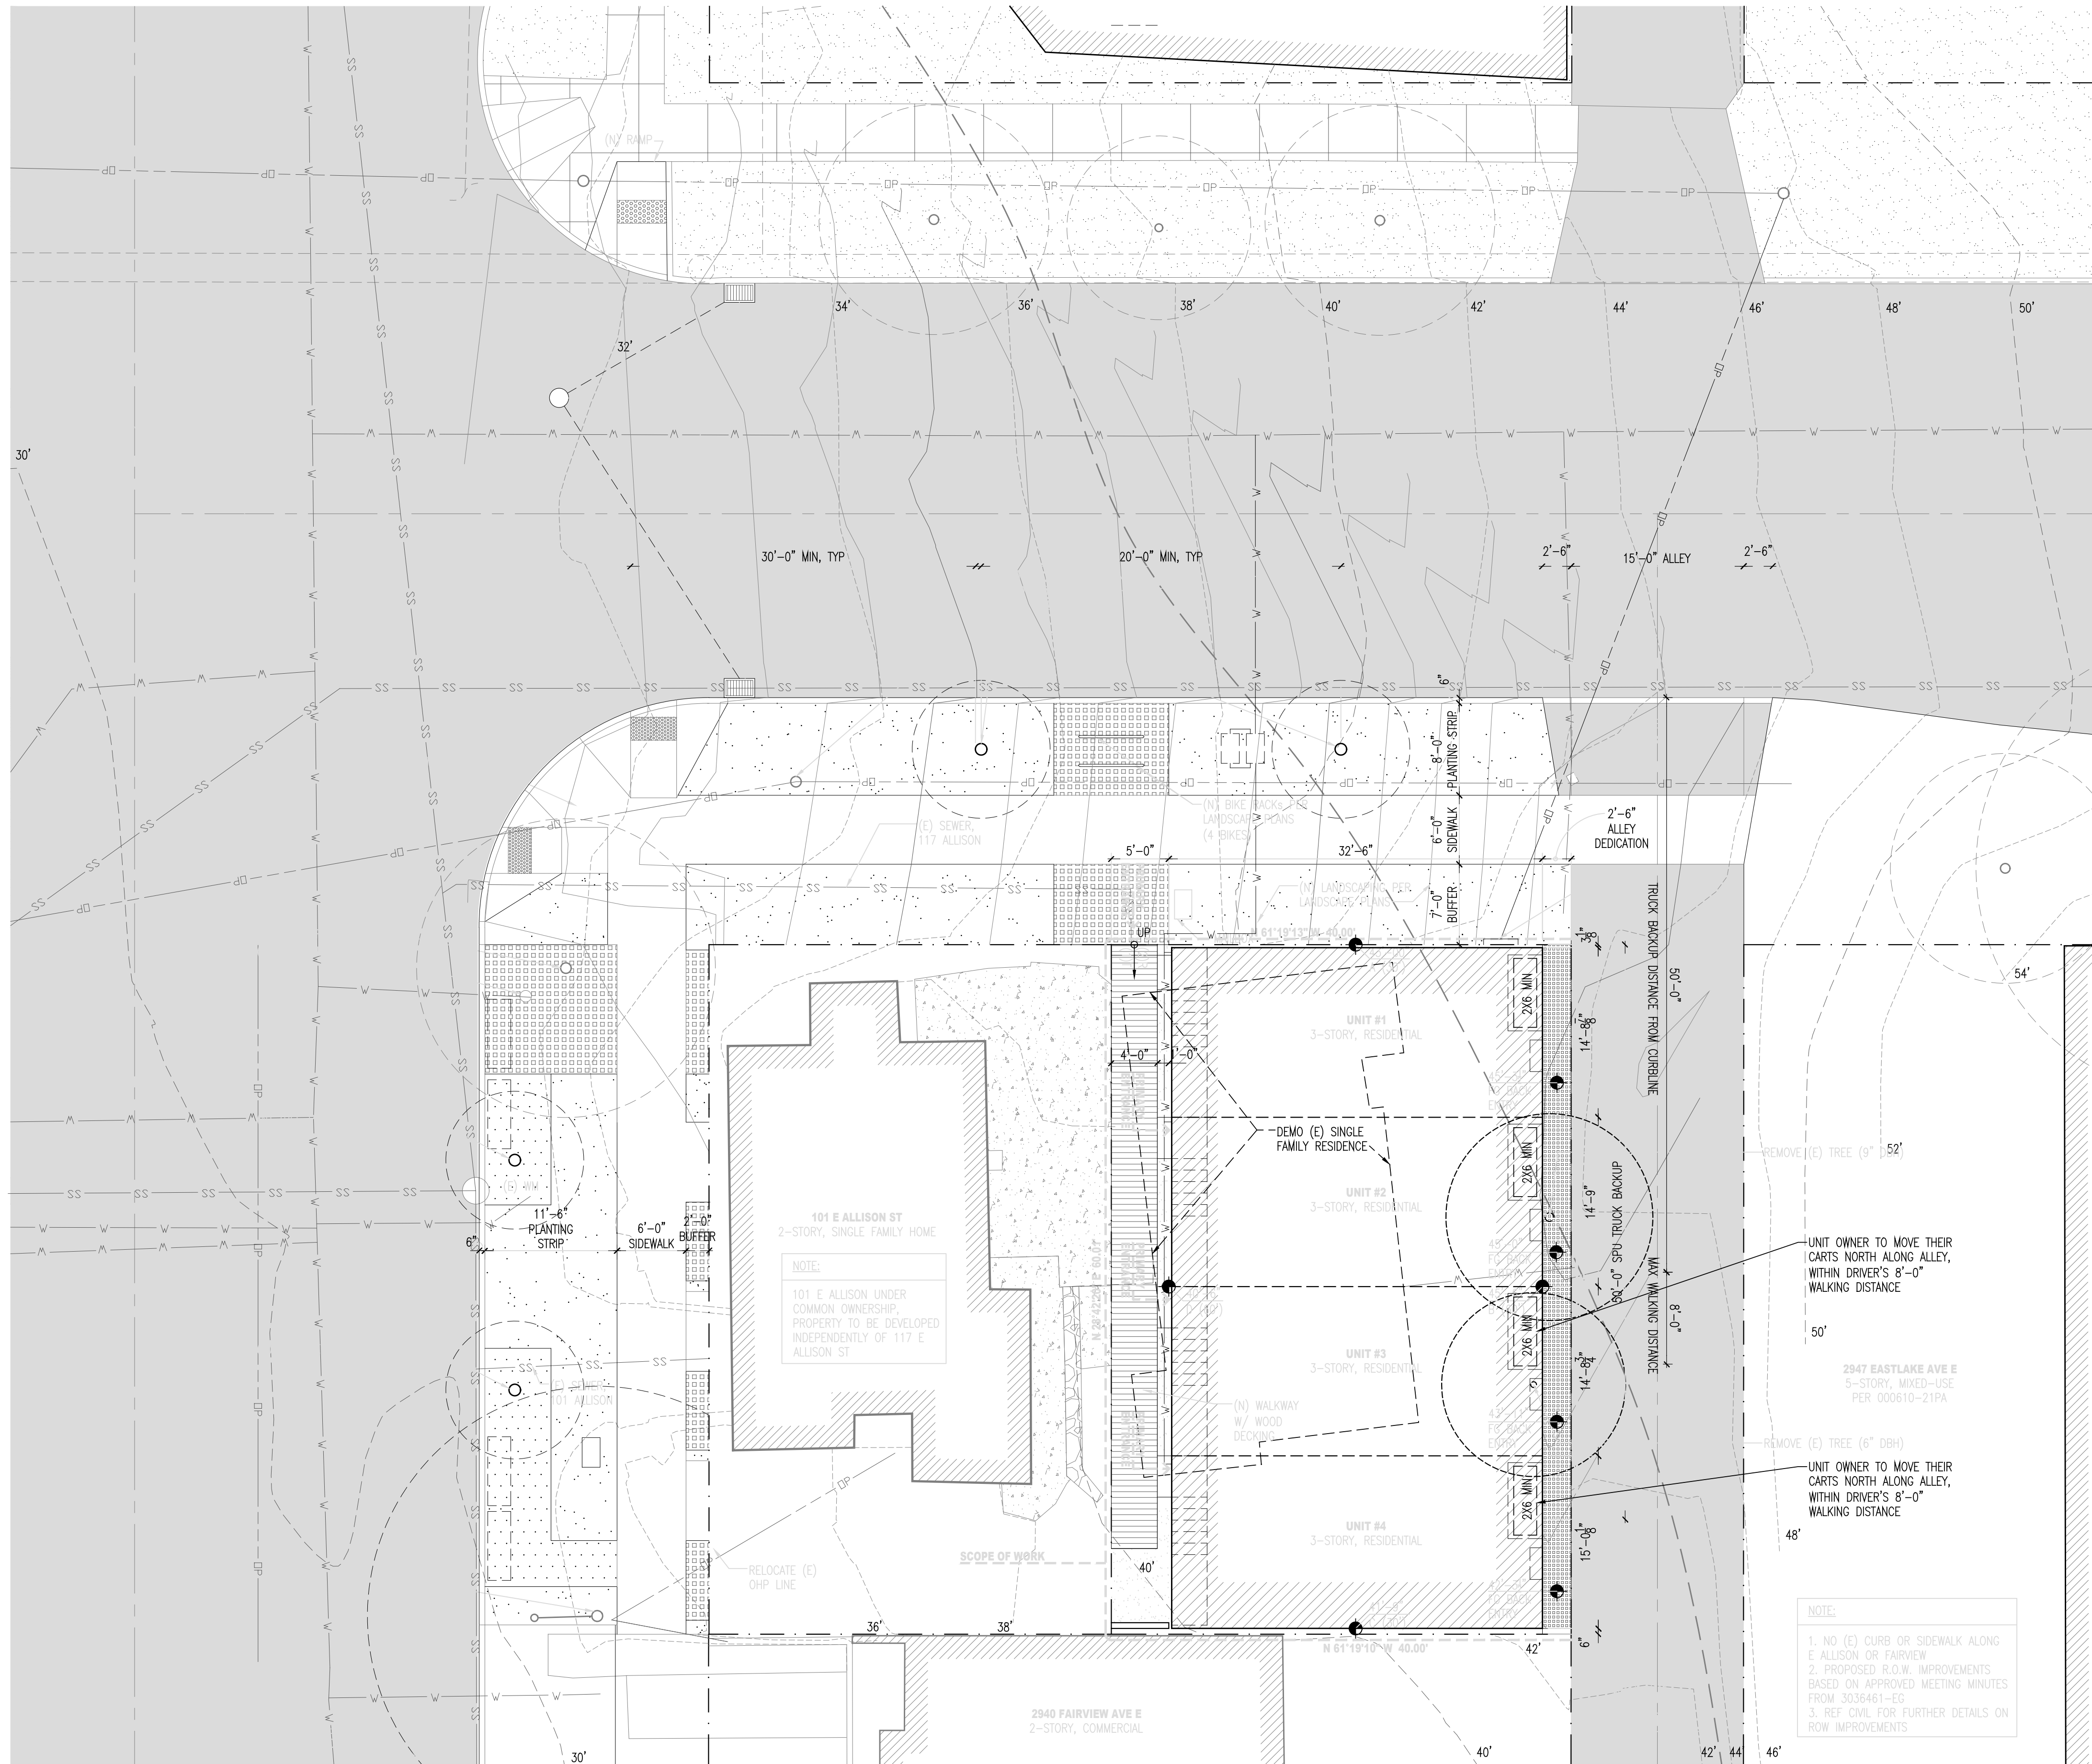 (N) RAMP
34'
36'
38'
40'
42'
44'
46'
48'
50'
32'
30'
30'-0" MIN, TYP
20'-0" MIN, TYP
2'-6"
15'-0" ALLEY
2'-6"
6"
8'-0"
PLANTING STRIP
6'-0"
SIDEWALK
7'-0"
BUFFER
(N) BIKE RACKs PER
LANDSCAPE PLANS
(4 BIKES)
(E) SEWER,
117 ALLISON
2'-6"
ALLEY
DEDICATION
5'-0"
32'-6"
(N) LANDSCAPING PER
LANDSCAPE PLANS
N 61°19'13" W 40.00'
UP
TRUCK BACKUP DISTANCE FROM CURBLINE
50'-0"
54'
2X6 MIN
UNIT #1
3-STORY, RESIDENTIAL
14'-8 7/8"
4'-0"
DEMO (E) SINGLE
FAMILY RESIDENCE
2X6 MIN
REMOVE (E) TREE (9" DBH)
52'
50'-0" SPU TRUCK BACKUP
14'-9"
UNIT #2
3-STORY, RESIDENTIAL
(E) WM
11'-6"
PLANTING
STRIP
6"
6'-0"
SIDEWALK
2'-0"
BUFFER
101 E ALLISON ST
2-STORY, SINGLE FAMILY HOME
NOTE:
101 E ALLISON UNDER
COMMON OWNERSHIP,
PROPERTY TO BE DEVELOPED
INDEPENDENTLY OF 117 E
ALLISON ST
UNIT OWNER TO MOVE THEIR
CARTS NORTH ALONG ALLEY,
WITHIN DRIVER'S 8'-0"
WALKING DISTANCE
MAX WALKING DISTANCE
8'-0"
50'
2X6 MIN
UNIT #3
3-STORY, RESIDENTIAL
14'-8 3/4"
2947 EASTLAKE AVE E
5-STORY, MIXED-USE
PER 000610-21PA
(E) SEWER,
101 ALLISON
(N) WALKWAY
W/ WOOD
DECKING
REMOVE (E) TREE (6" DBH)
UNIT OWNER TO MOVE THEIR
CARTS NORTH ALONG ALLEY,
WITHIN DRIVER'S 8'-0"
WALKING DISTANCE
2X6 MIN
UNIT #4
3-STORY, RESIDENTIAL
15'-0 1/8"
48'
SCOPE OF WORK
RELOCATE (E)
OHP LINE
40'
36'
38'
6"
42'
N 61°19'10" W 40.00'
NOTE:
1. NO (E) CURB OR SIDEWALK ALONG
E ALLISON OR FAIRVIEW
2. PROPOSED R.O.W. IMPROVEMENTS
BASED ON APPROVED MEETING MINUTES
FROM 3036461-EG
3. REF CIVIL FOR FURTHER DETAILS ON
ROW IMPROVEMENTS
2940 FAIRVIEW AVE E
2-STORY, COMMERCIAL
30'
40'
42'
44
46'